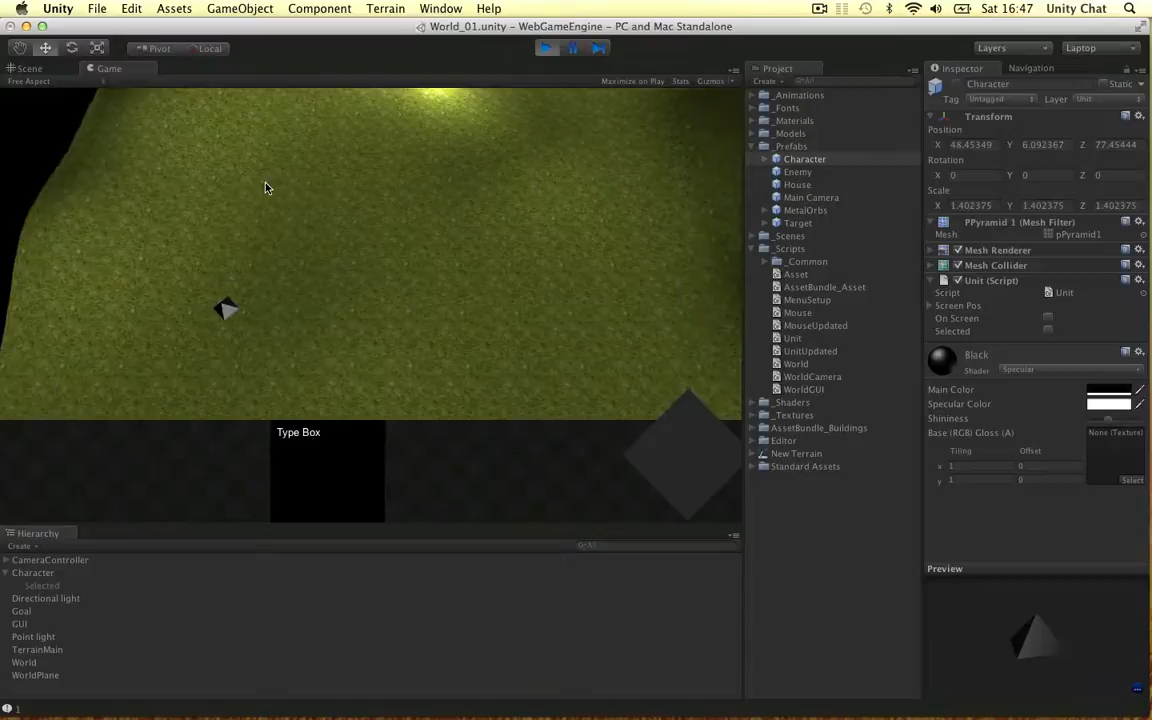 Unity File Edit Assets GameObject Component Terrain Window Help Sat 16:47 Unity Chat
World_01.unity - WebGameEngine - PC and Mac Standalone
Pivot Local Layers Laptop
Scene Game Project Inspector Navigation
Free Aspect Maximize on Play Stats Gizmos Create All
Character Static
Tag Untagged Layer Unit
_Animations
_Fonts
_Materials
_Models
_Prefabs
Character
Enemy
House
Main Camera
MetalOrbs
Target
_Scenes
_Scripts
_Common
Asset
AssetBundle_Asset
MenuSetup
Mouse
MouseUpdated
Unit
UnitUpdated
World
WorldCamera
WorldGUI
_Shaders
_Textures
AssetBundle_Buildings
Editor
New Terrain
Standard Assets
Transform
Position
X 48.45349 Y 6.092367 Z 77.45444
Rotation
X 0 Y 0 Z 0
Scale
X 1.402375 Y 1.402375 Z 1.402375
PPyramid 1 (Mesh Filter)
Mesh pPyramid1
Mesh Renderer
Mesh Collider
Unit (Script)
Script Unit
Screen Pos
On Screen
Selected
Black
Shader Specular
Main Color
Specular Color
Shininess
Base (RGB) Gloss (A) None (Texture)
Tiling Offset
x 1 0
y 1 0
Select
Preview
Type Box
Hierarchy
Create All
CameraController
Character
Selected
Directional light
Goal
GUI
Point light
TerrainMain
World
WorldPlane
1